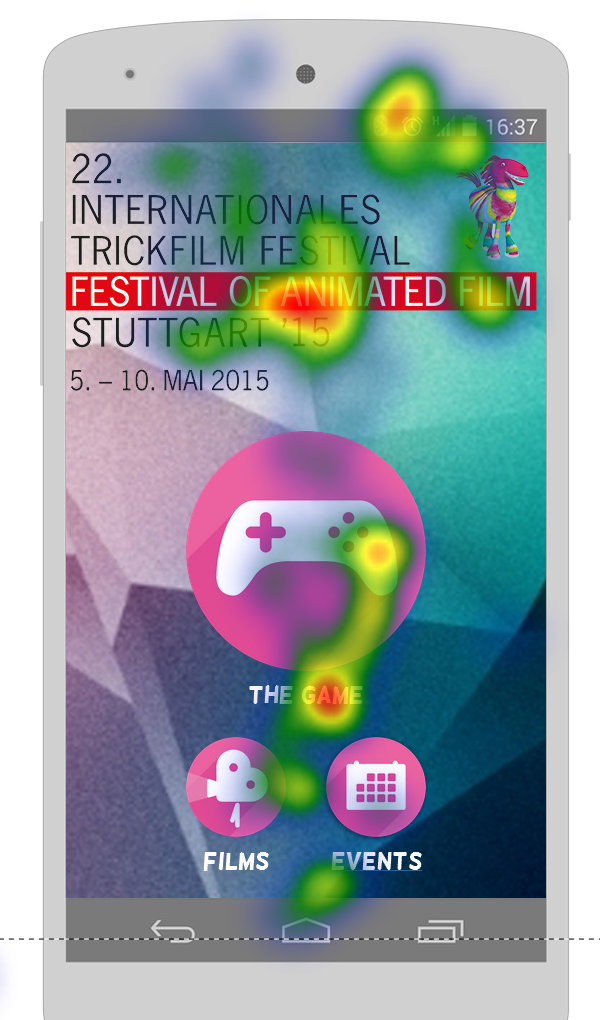 H 16:37
22.
INTERNATIONALES
TRICKFILM FESTIVAL
FESTIVAL OF ANIMATED FILM
STUTTGART '15
5. – 10. MAI 2015
THE GAME
FILMS EVENTS